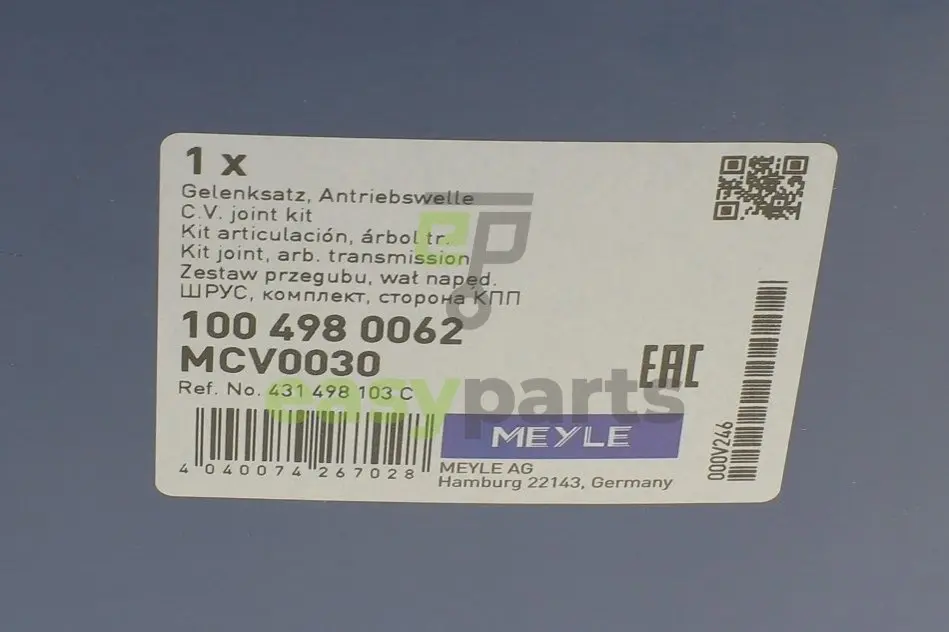 1 x
Gelenksatz, Antriebswelle
C.V. joint kit
Kit articulación, árbol tr.
Kit joint, arb. transmission
Zestaw przegubu, wał napęd.
ШРУС, комплект, сторона КПП
100 498 0062
MCV0030
Ref. No. 431 498 103 C
EAC
ep
easyparts
4 040074 267028
MEYLE
MEYLE AG
Hamburg 22143, Germany
000V246